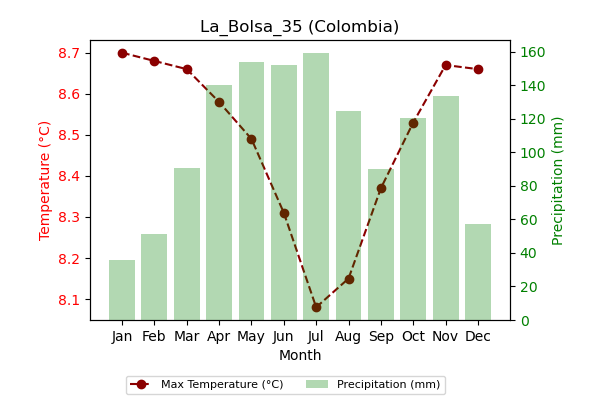 La_Bolsa_35 (Colombia)
8.7
8.6
8.5
8.4
8.3
8.2
8.1
Temperature (°C)
160
140
120
100
80
60
40
20
0
Precipitation (mm)
Jan Feb Mar Apr May Jun Jul Aug Sep Oct Nov Dec
Month
Max Temperature (°C) Precipitation (mm)